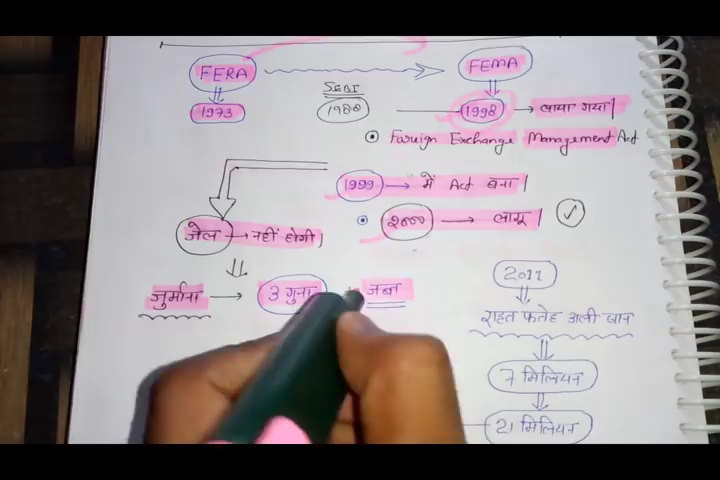 FERA FEMA
SEBI
1973 1988 1998 → लाया गया
Foreign Exchange Management Act
1999 → में Act बना
2000 → लागू ✓
जेल → नहीं होगी
2011
जुर्माना → 3 गुना + जब्त
राहत फतेह अली खान
7 मिलियन
21 मिलियन